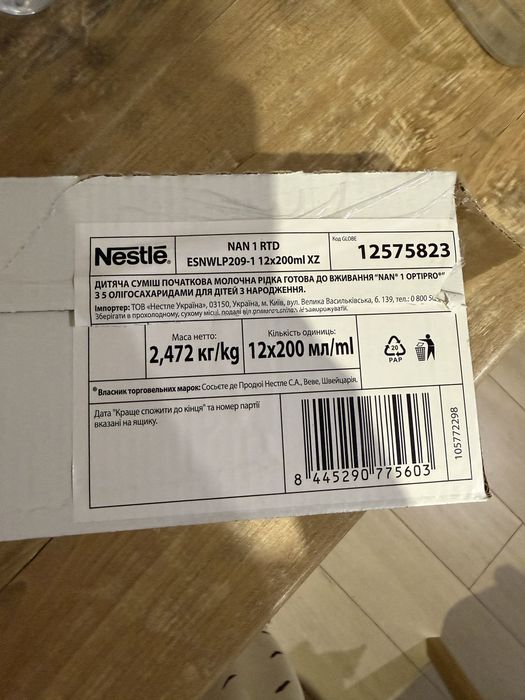 Nestlé®
NAN 1 RTD
ESNWLP209-1 12x200ml XZ
Код GLOBE
12575823
ДИТЯЧА СУМІШ ПОЧАТКОВА МОЛОЧНА РІДКА ГОТОВА ДО ВЖИВАННЯ "NAN® 1 OPTIPRO®"
З 5 ОЛІГОСАХАРИДАМИ ДЛЯ ДІТЕЙ З НАРОДЖЕННЯ.
Імпортер: ТОВ «Нестле Україна», 03150, Україна, м. Київ, вул. Велика Васильківська, б. 139, тел.: 0 800
Зберігати в прохолодному, сухому місці,
Маса нетто:
2,472 кг/kg
Кількість одиниць:
12x200 мл/ml
20
PAP
® Власник торговельних марок: Сосьєте де Продюї Нестле С.А., Веве, Швейцарія.
Дата "Краще спожити до кінця" та номер партії
вказані на ящику.
8 445290 775603
105772298